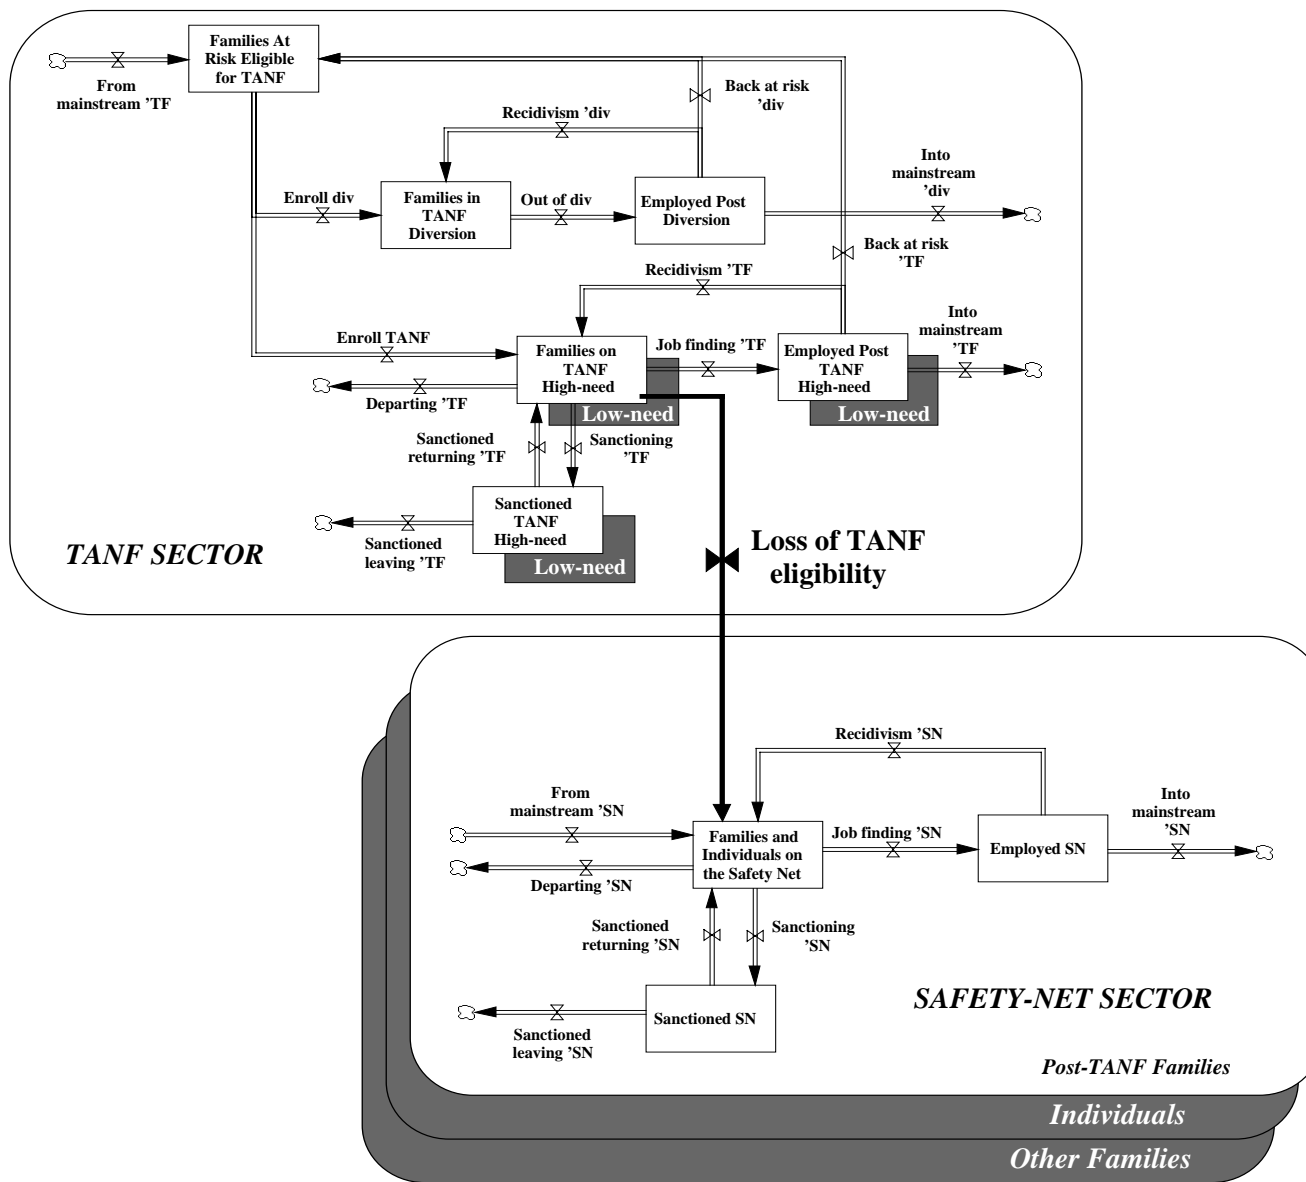 Families At
Risk Eligible
for TANF
From
mainstream ’TF
Back at risk
’div
Recidivism ’div
Into
mainstream
’div
Enroll div
Families in
TANF
Diversion
Out of div
Employed Post
Diversion
Back at risk
’TF
Recidivism ’TF
Into
mainstream
’TF
Enroll TANF
Families on
TANF
High-need
Low-need
Job finding ’TF
Employed Post
TANF
High-need
Low-need
Departing ’TF
Sanctioned
returning ’TF
Sanctioning
’TF
Sanctioned
TANF
High-need
Low-need
Sanctioned
leaving ’TF
TANF SECTOR
Loss of TANF
eligibility
Recidivism ’SN
From
mainstream ’SN
Into
mainstream
’SN
Families and
Individuals on
the Safety Net
Job finding ’SN
Employed SN
Departing ’SN
Sanctioned
returning ’SN
Sanctioning
’SN
Sanctioned SN
Sanctioned
leaving ’SN
SAFETY-NET SECTOR
Post-TANF Families
Individuals
Other Families